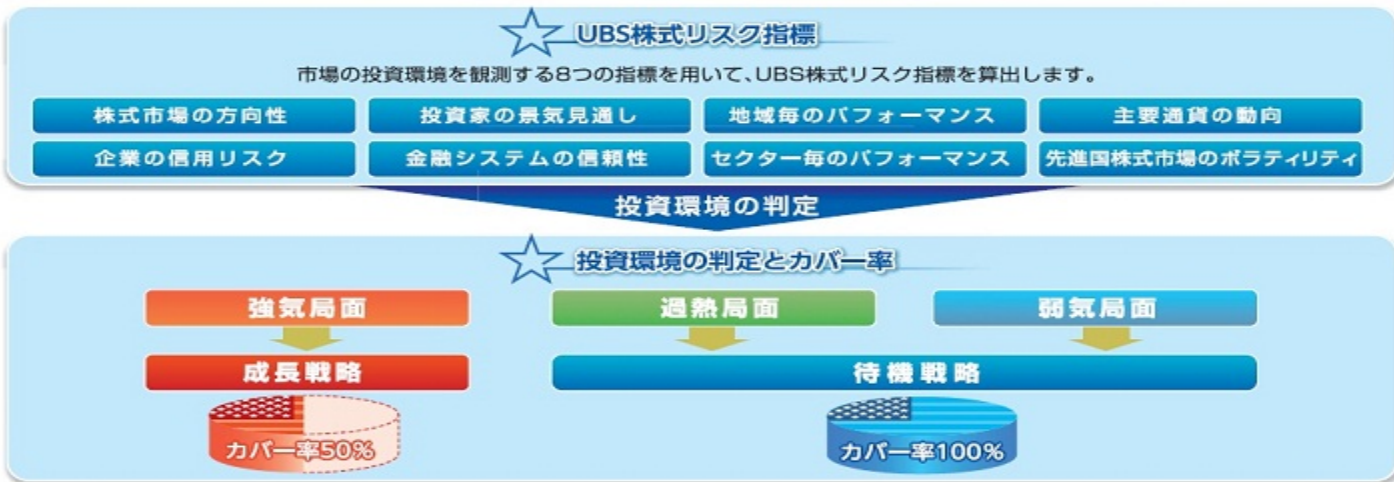 UBS株式リスク指標
市場の投資環境を観測する8つの指標を用いて、UBS株式リスク指標を算出します。
株式市場の方向性
投資家の景気見通し
地域毎のパフォーマンス
主要通貨の動向
企業の信用リスク
金融システムの信頼性
セクター毎のパフォーマンス
先進国株式市場のボラティリティ
投資環境の判定
投資環境の判定とカバー率
強気局面
過熱局面
弱気局面
成長戦略
待機戦略
カバー率50%
カバー率100%